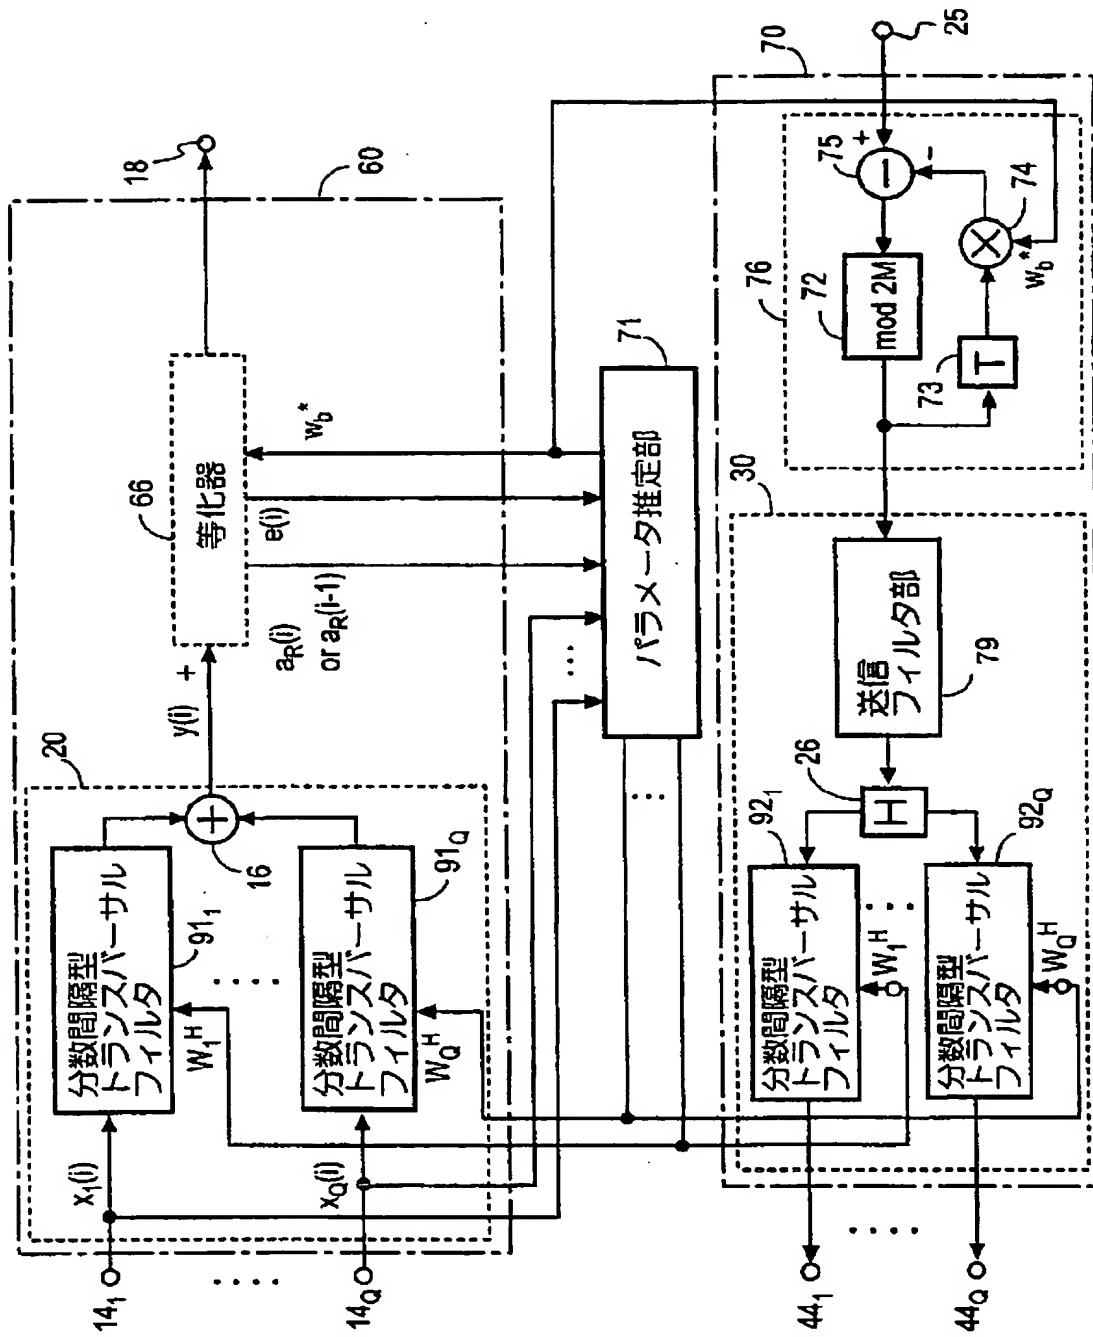 18
60
66
等化器
y(i)
+
a_R(i)
or a_R(i-1)
e(i)
w_b*
20
16
分数間隔型
トランスバーサル
フィルタ
91_1
W_1^H
x_1(i)
14_1
. . . .
. . . .
分数間隔型
トランスバーサル
フィルタ
91_Q
W_Q^H
x_Q(i)
14_Q
71
パラメータ推定部
. . .
. . .
70
25
76
75
+
−
-
74
×
w_b*
72
mod 2M
73
T
30
送信
フィルタ部
79
26
H
92_1
分数間隔型
トランスバーサル
フィルタ
W_1^H
. . .
92_Q
分数間隔型
トランスバーサル
フィルタ
W_Q^H
44_1
. . . .
44_Q